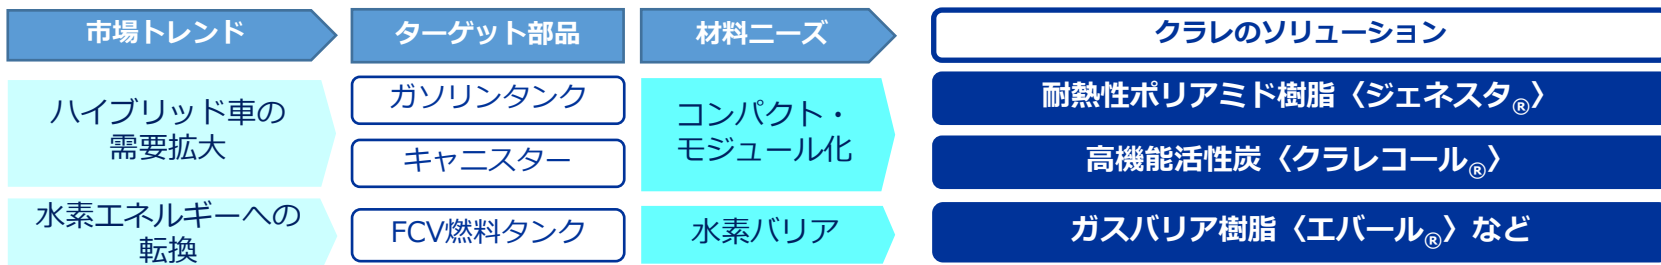 市場トレンド
ターゲット部品
材料ニーズ
クラレのソリューション
ハイブリッド車の
需要拡大
ガソリンタンク
キャニスター
コンパクト・
モジュール化
耐熱性ポリアミド樹脂〈ジェネスタ®〉
高機能活性炭〈クラレコール®〉
水素エネルギーへの
転換
FCV燃料タンク
水素バリア
ガスバリア樹脂〈エバール®〉など